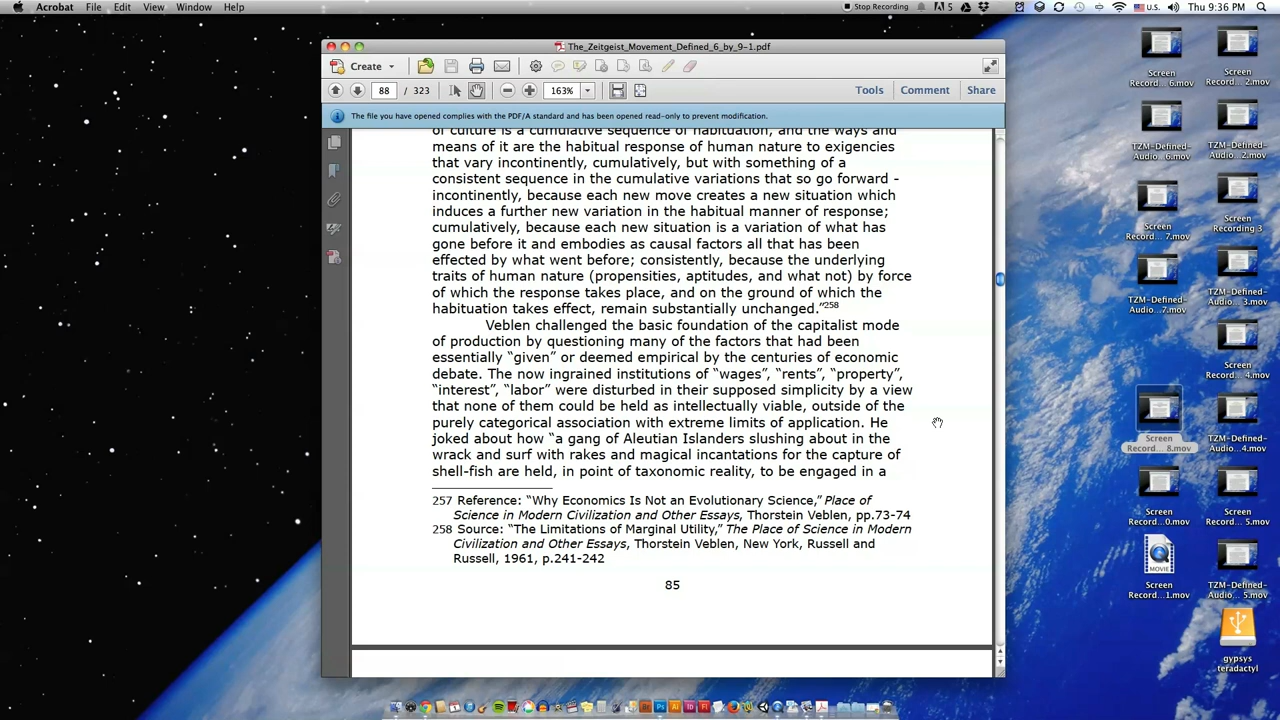 Acrobat File Edit View Window Help
Stop Recording 5 U.S. Thu 9:36 PM
The_Zeitgeist_Movement_Defined_6_by_9-1.pdf
Create
88 / 323 163% Tools Comment Share
The file you have opened complies with the PDF/A standard and has been opened read-only to prevent modification.
of culture is a cumulative sequence of habituation, and the ways and
means of it are the habitual response of human nature to exigencies
that vary incontinently, cumulatively, but with something of a
consistent sequence in the cumulative variations that so go forward -
incontinently, because each new move creates a new situation which
induces a further new variation in the habitual manner of response;
cumulatively, because each new situation is a variation of what has
gone before it and embodies as causal factors all that has been
effected by what went before; consistently, because the underlying
traits of human nature (propensities, aptitudes, and what not) by force
of which the response takes place, and on the ground of which the
habituation takes effect, remain substantially unchanged.”258
Veblen challenged the basic foundation of the capitalist mode
of production by questioning many of the factors that had been
essentially “given” or deemed empirical by the centuries of economic
debate. The now ingrained institutions of “wages”, “rents”, “property”,
“interest”, “labor” were disturbed in their supposed simplicity by a view
that none of them could be held as intellectually viable, outside of the
purely categorical association with extreme limits of application. He
joked about how “a gang of Aleutian Islanders slushing about in the
wrack and surf with rakes and magical incantations for the capture of
shell-fish are held, in point of taxonomic reality, to be engaged in a
257 Reference: “Why Economics Is Not an Evolutionary Science,” Place of
Science in Modern Civilization and Other Essays, Thorstein Veblen, pp.73-74
258 Source: “The Limitations of Marginal Utility,” The Place of Science in Modern
Civilization and Other Essays, Thorstein Veblen, New York, Russell and
Russell, 1961, p.241-242
85
Screen
Record...6.mov
Screen
Record... 2.mov
TZM-Defined-
Audio...6.mov
TZM-Defined-
Audio...2.mov
Screen
Record...7.mov
Screen
Recording 3
TZM-Defined-
Audio...7.mov
TZM-Defined-
Audio... 3.mov
Screen
Record...4.mov
Screen
Record... 8.mov
TZM-Defined-
Audio...4.mov
Screen
Record...0.mov
Screen
Record...5.mov
MOVIE
Screen
Record...1.mov
TZM-Defined-
Audio... 5.mov
gypsys
teradactyl